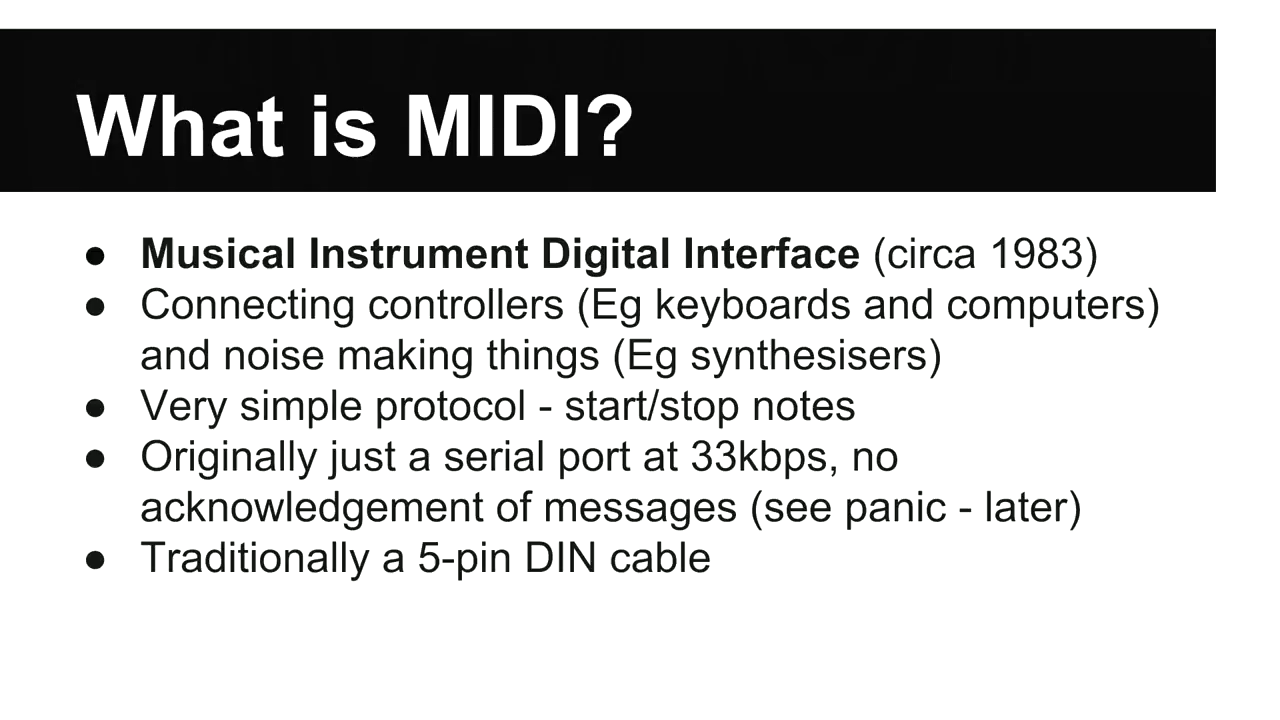 What is MIDI?
● Musical Instrument Digital Interface (circa 1983)
● Connecting controllers (Eg keyboards and computers)
and noise making things (Eg synthesisers)
● Very simple protocol - start/stop notes
● Originally just a serial port at 33kbps, no
acknowledgement of messages (see panic - later)
● Traditionally a 5-pin DIN cable